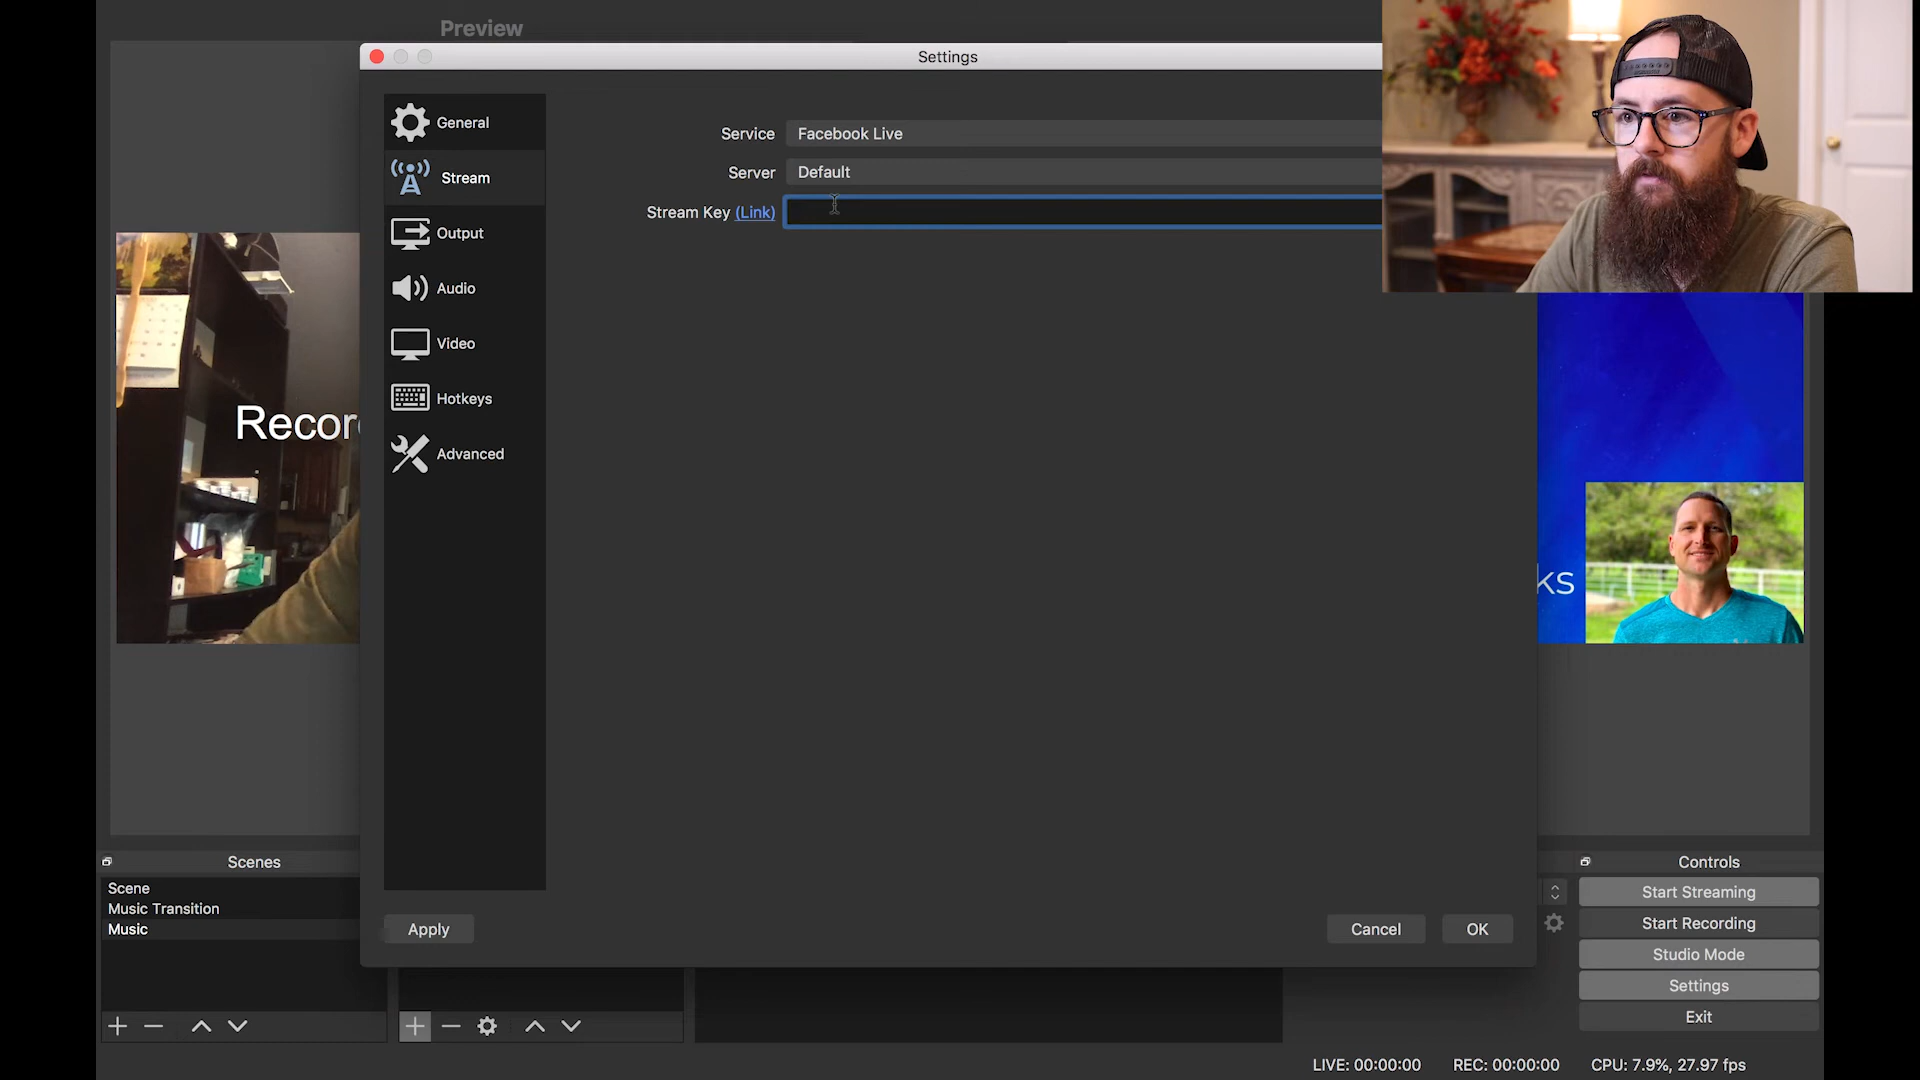 Preview
Settings
General
Stream
Output
Audio
Video
Hotkeys
Advanced
Service Facebook Live
Server Default
Stream Key (Link)
Recor
ks
Apply
Cancel
OK
Scenes
Scene
Music Transition
Music
Controls
Start Streaming
Start Recording
Studio Mode
Settings
Exit
LIVE: 00:00:00 REC: 00:00:00 CPU: 7.9%, 27.97 fps